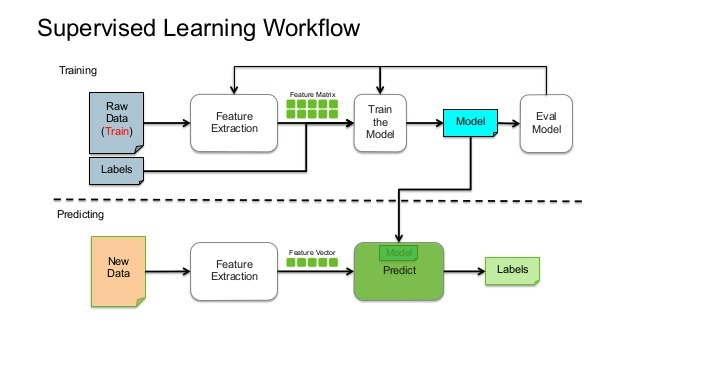 Supervised Learning Workflow
Training
Raw
Data
(Train)
Labels
Feature
Extraction
Feature Matrix
Train
the
Model
Model
Eval
Model
Predicting
New
Data
Feature
Extraction
Feature Vector
Model
Predict
Labels